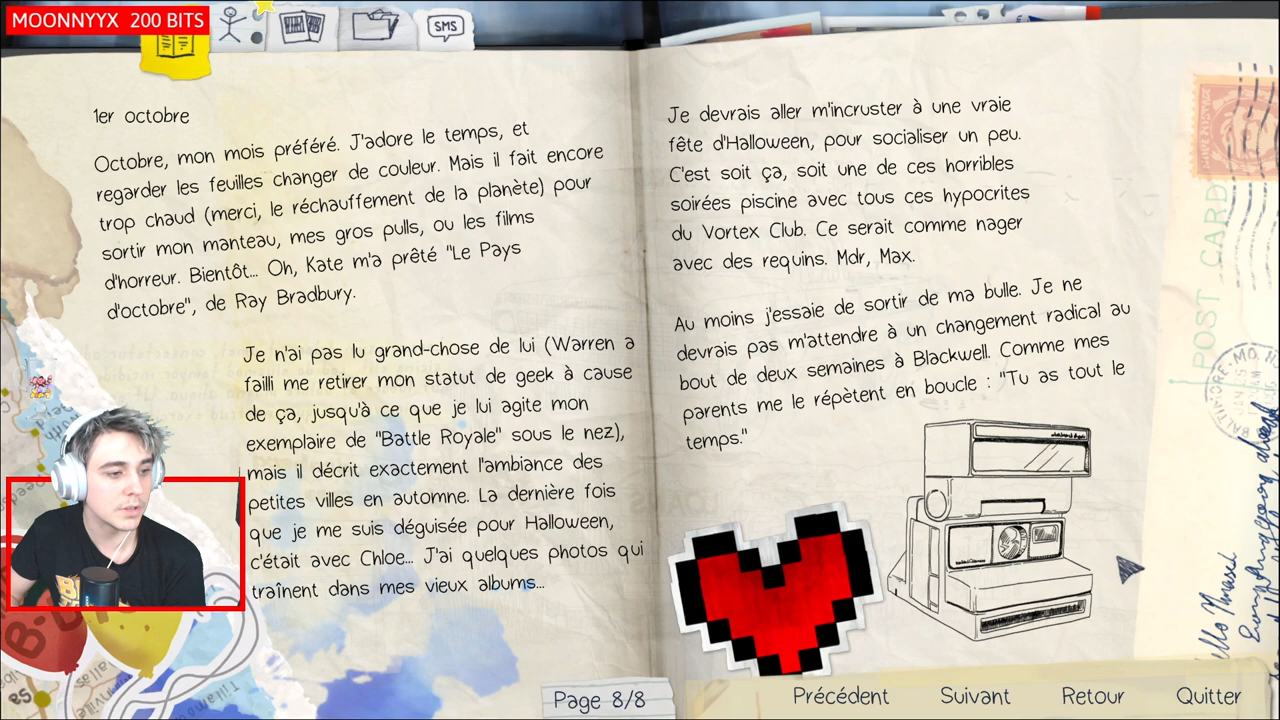 MOONNYYX 200 BITS
SMS
1er octobre
Octobre, mon mois préféré. J'adore le temps, et
regarder les feuilles changer de couleur. Mais il fait encore
trop chaud (merci, le réchauffement de la planète) pour
sortir mon manteau, mes gros pulls, ou les films
d'horreur. Bientôt... Oh, Kate m'a prêté "Le Pays
d'octobre", de Ray Bradbury.
Je n'ai pas lu grand-chose de lui (Warren a
failli me retirer mon statut de geek à cause
de ça, jusqu'à ce que je lui agite mon
exemplaire de "Battle Royale" sous le nez),
mais il décrit exactement l'ambiance des
petites villes en automne. La dernière fois
que je me suis déguisée pour Halloween,
c'était avec Chloe... J'ai quelques photos qui
traînent dans mes vieux albums...
Je devrais aller m'incruster à une vraie
fête d'Halloween, pour socialiser un peu.
C'est soit ça, soit une de ces horribles
soirées piscine avec tous ces hypocrites
du Vortex Club. Ce serait comme nager
avec des requins. Mdr, Max.
Au moins j'essaie de sortir de ma bulle. Je ne
devrais pas m'attendre à un changement radical au
bout de deux semaines à Blackwell. Comme mes
parents me le répètent en boucle : "Tu as tout le
temps."
POST CARD
Page 8/8
Précédent
Suivant
Retour
Quitter